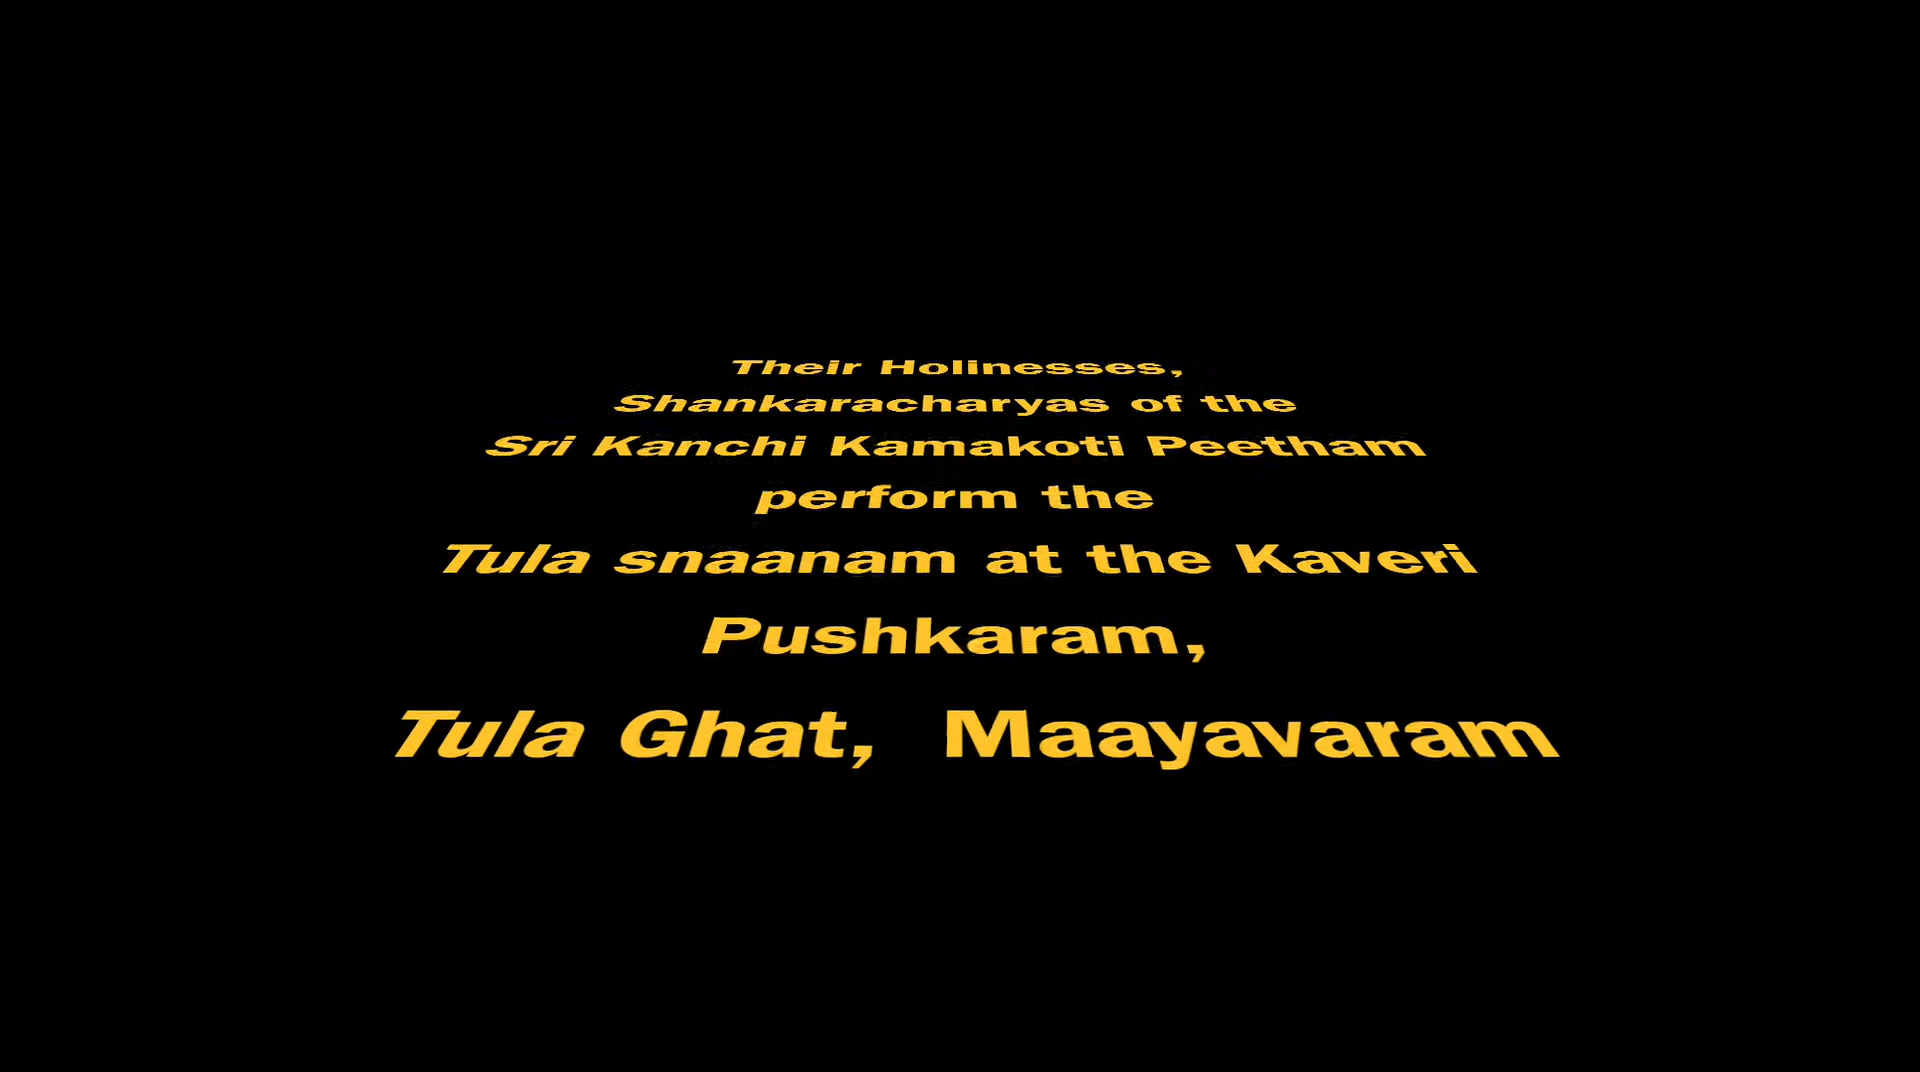 Their Holinesses,
Shankaracharyas of the
Sri Kanchi Kamakoti Peetham
perform the
Tula snaanam at the Kaveri
Pushkaram,
Tula Ghat, Maayavaram